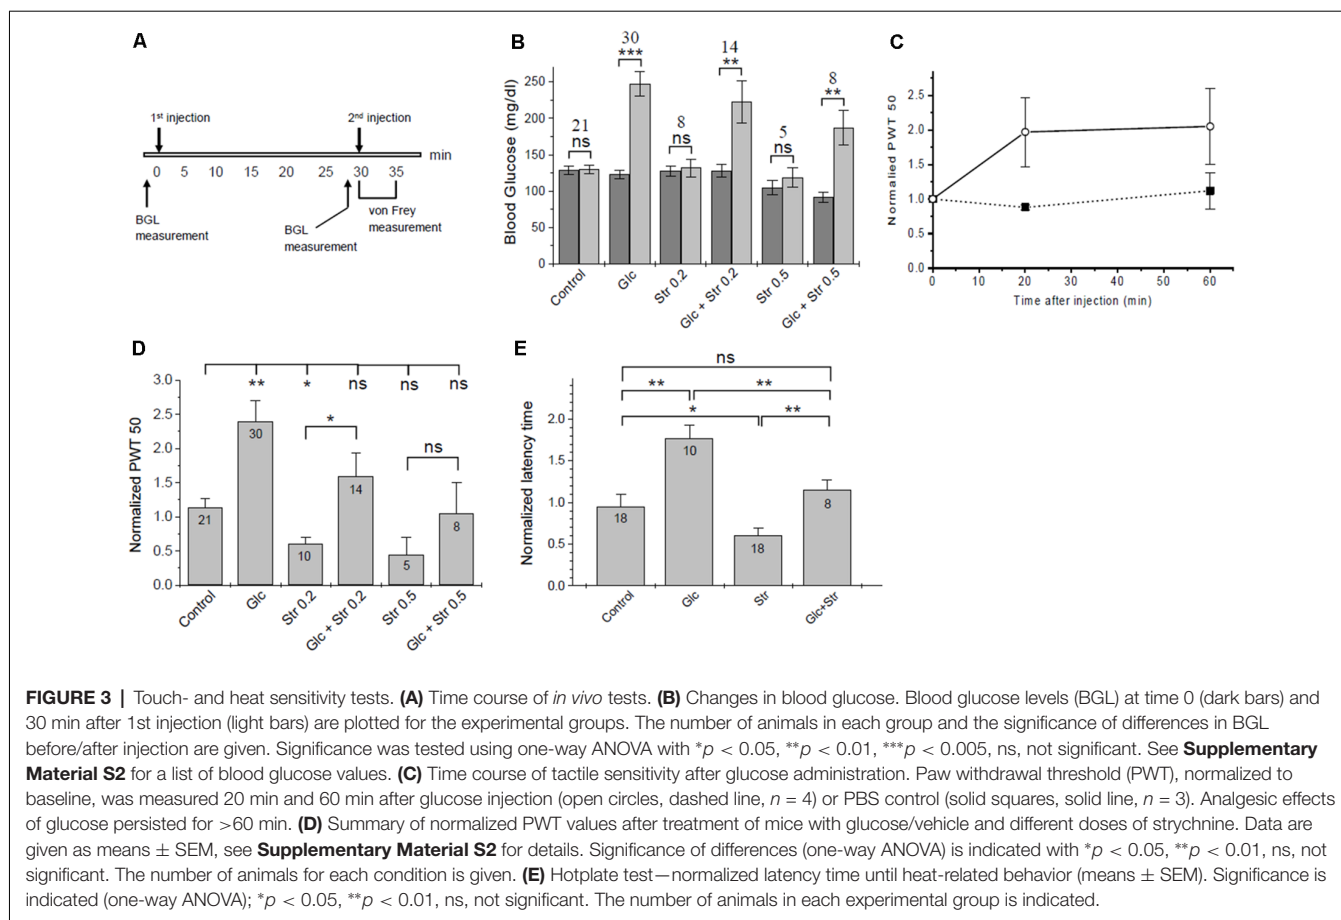 A
1st injection
2nd injection
min
0 5 10 15 20 25 30 35
BGL
measurement
BGL
measurement
von Frey
measurement
B
Blood Glucose (mg/dl)
250
200
150
100
50
0
21
ns
30
***
8
ns
14
**
5
ns
8
**
Control
Glc
Str 0.2
Glc + Str 0.2
Str 0.5
Glc + Str 0.5
C
Normalied PWT 50
2.5
2.0
1.5
1.0
0.5
0.0
0 20 40 60
Time after injection (min)
D
Normalized PWT 50
3.0
2.5
2.0
1.5
1.0
0.5
0.0
** * ns ns ns
*
ns
21
30
10
14
5
8
Control
Glc
Str 0.2
Glc + Str 0.2
Str 0.5
Glc + Str 0.5
E
Normalized latency time
2.0
1.5
1.0
0.5
0.0
ns
** **
* **
18
10
18
8
Control
Glc
Str
Glc+Str
FIGURE 3 | Touch- and heat sensitivity tests. (A) Time course of in vivo tests. (B) Changes in blood glucose. Blood glucose levels (BGL) at time 0 (dark bars) and
30 min after 1st injection (light bars) are plotted for the experimental groups. The number of animals in each group and the significance of differences in BGL
before/after injection are given. Significance was tested using one-way ANOVA with *p < 0.05, **p < 0.01, ***p < 0.005, ns, not significant. See Supplementary
Material S2 for a list of blood glucose values. (C) Time course of tactile sensitivity after glucose administration. Paw withdrawal threshold (PWT), normalized to
baseline, was measured 20 min and 60 min after glucose injection (open circles, dashed line, n = 4) or PBS control (solid squares, solid line, n = 3). Analgesic effects
of glucose persisted for >60 min. (D) Summary of normalized PWT values after treatment of mice with glucose/vehicle and different doses of strychnine. Data are
given as means ± SEM, see Supplementary Material S2 for details. Significance of differences (one-way ANOVA) is indicated with *p < 0.05, **p < 0.01, ns, not
significant. The number of animals for each condition is given. (E) Hotplate test—normalized latency time until heat-related behavior (means ± SEM). Significance is
indicated (one-way ANOVA); *p < 0.05, **p < 0.01, ns, not significant. The number of animals in each experimental group is indicated.